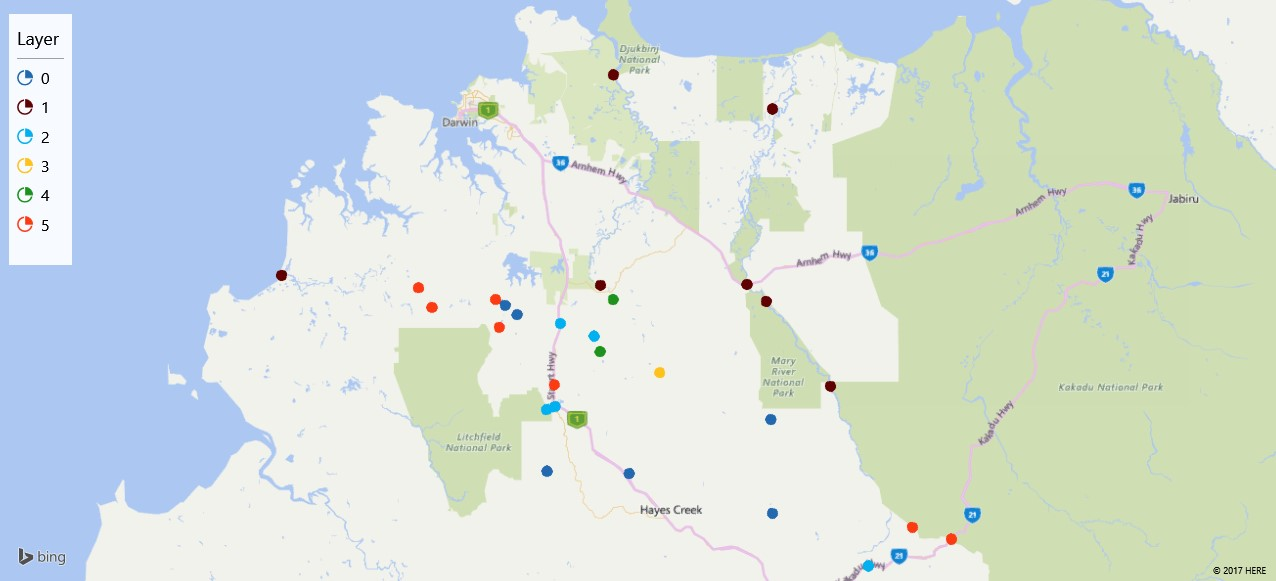 Layer
0
1
2
3
4
5
Djukbinj
National
Park
1
Darwin
36
Arnhem Hwy
Arnhem Hwy
36
Jabiru
Kakadu Hwy
Arnhem Hwy
36
21
Mary
River
National
Park
Kakadu National Park
Kakadu Hwy
1
Litchfield
National Park
Hayes Creek
21
21
bing
© 2017 HERE